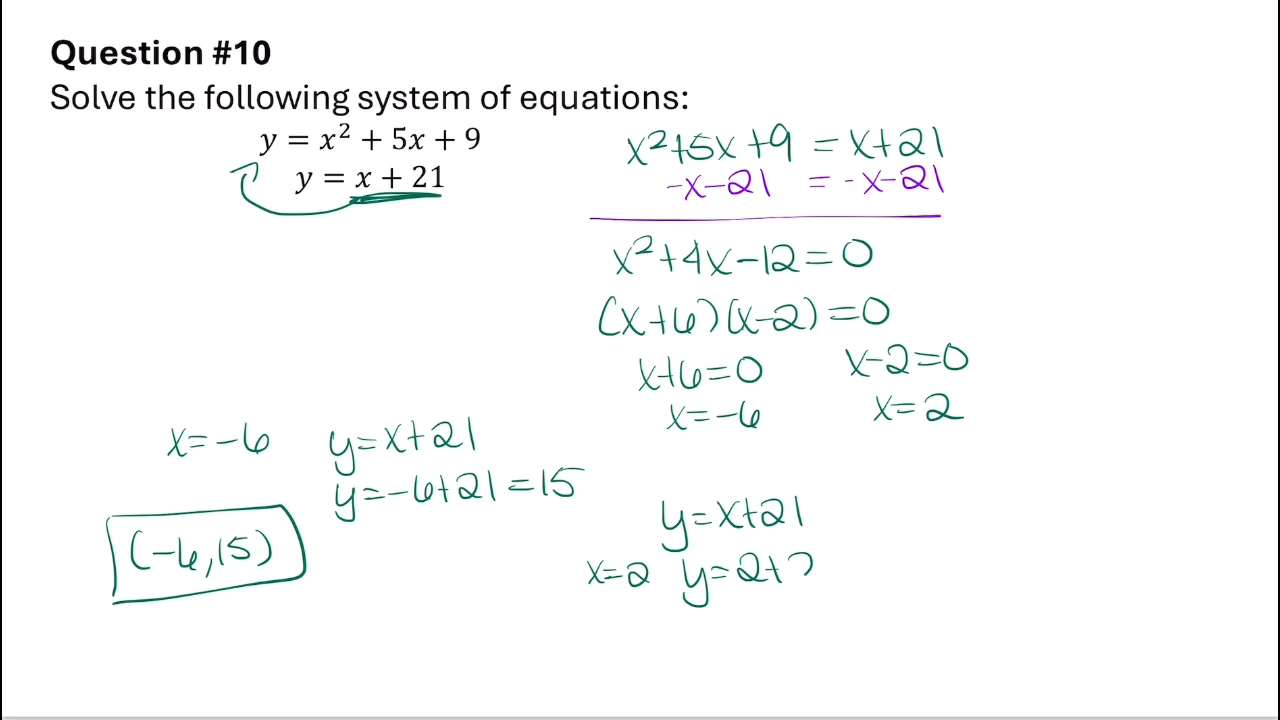 Question #10
Solve the following system of equations:
y = x² + 5x + 9
y = x + 21
x²+5x+9 = x+21
-x-21 = -x-21
x²+4x-12=0
(x+6)(x-2)=0
x+6=0 x-2=0
x=-6 x=2
x=-6 y=x+21
y=-6+21=15
(-6,15)
y=x+21
x=2 y=2+2